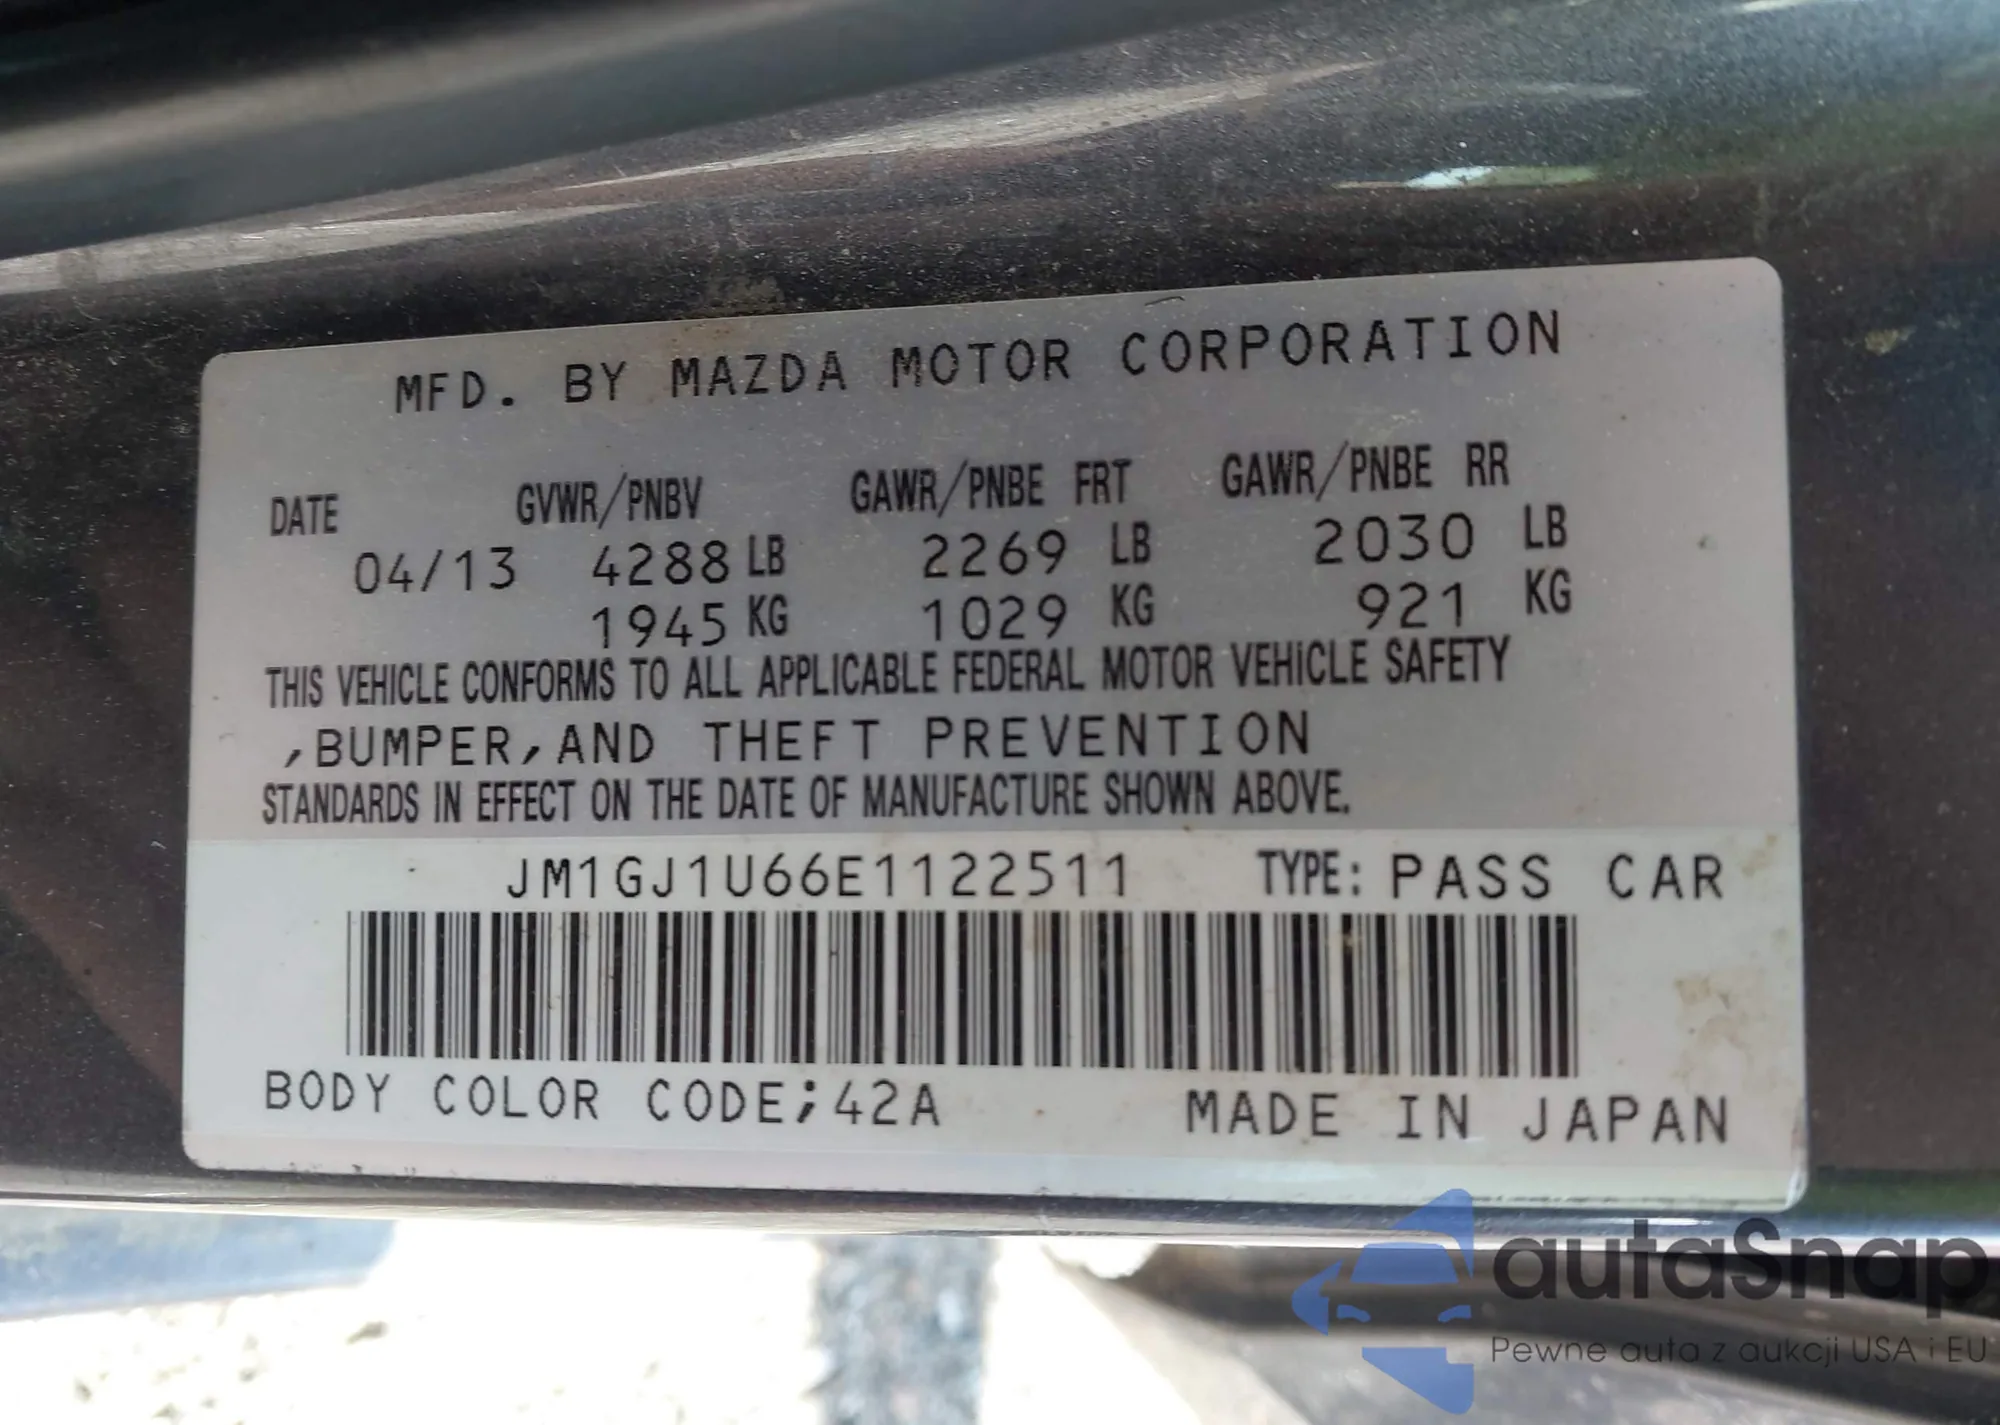 MFD. BY MAZDA MOTOR CORPORATION
DATE GVWR/PNBV GAWR/PNBE FRT GAWR/PNBE RR
04/13 4288 LB 2269 LB 2030 LB
1945 KG 1029 KG 921 KG
THIS VEHICLE CONFORMS TO ALL APPLICABLE FEDERAL MOTOR VEHICLE SAFETY
,BUMPER,AND THEFT PREVENTION
STANDARDS IN EFFECT ON THE DATE OF MANUFACTURE SHOWN ABOVE.
JM1GJ1U66E1122511 TYPE: PASS CAR
BODY COLOR CODE;42A MADE IN JAPAN
autaSnap
Pewne auta z aukcji USA i EU